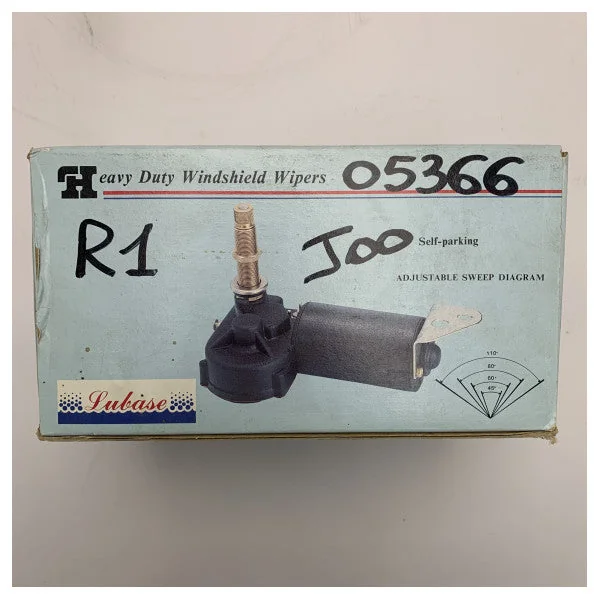 Heavy Duty Windshield Wipers 05366
R1
J00
Self-parking
ADJUSTABLE SWEEP DIAGRAM
110°
80°
60°
45°
Lubase